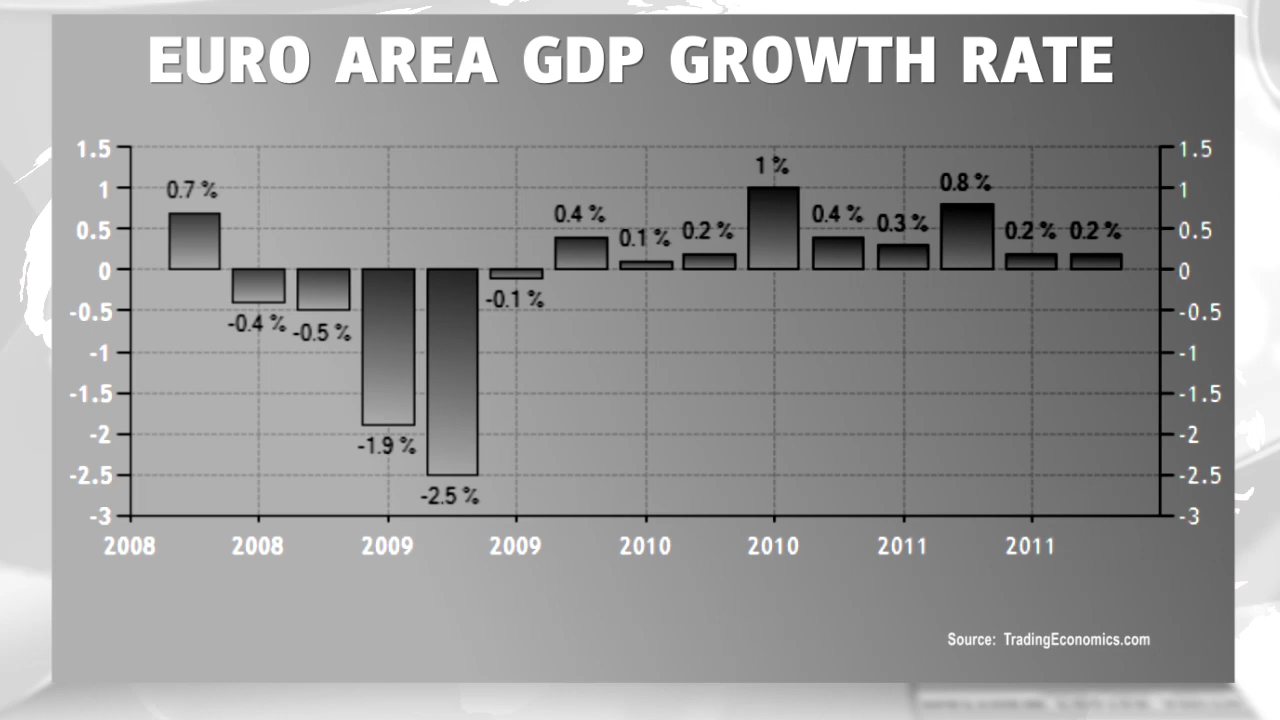 EURO AREA GDP GROWTH RATE
1.5 1.5
1 % 
0.7 % 1 0.8 % 1
0.4 % 0.4 %
0.5 0.1 % 0.2 % 0.3 % 0.2 % 0.2 % 0.5
0 0
-0.1 %
-0.5 -0.4 % -0.5 % -0.5
-1 -1
-1.5 -1.5
-2 -1.9 % -2
-2.5 -2.5 % -2.5
-3 -3
2008 2008 2009 2009 2010 2010 2011 2011
Source: TradingEconomics.com